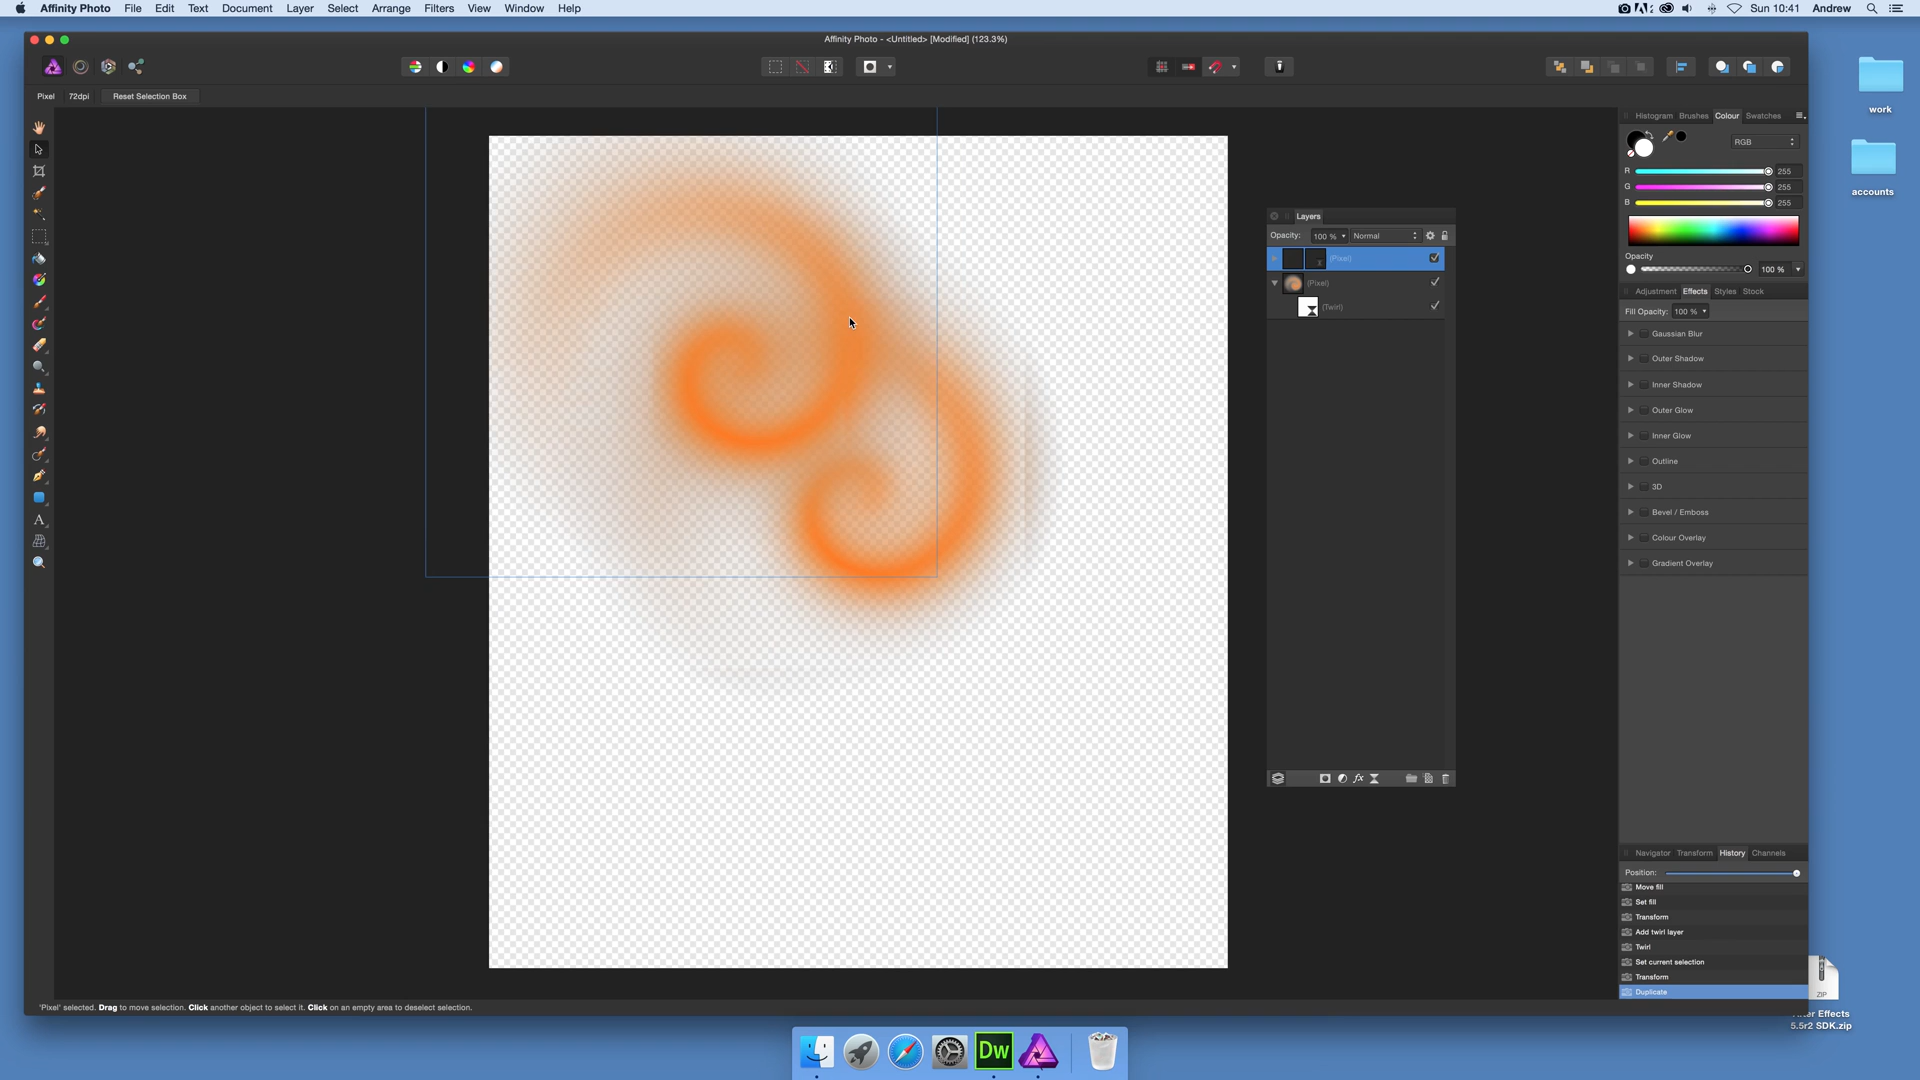 Affinity Photo File Edit Text Document Layer Select Arrange Filters View Window Help Sun 10:41 Andrew
Affinity Photo - <Untitled> [Modified] (123.3%)
Pixel 72dpi Reset Selection Box
work
accounts
Histogram Brushes Colour Swatches
RGB
R 255
G 255
B 255
Opacity
100 %
Layers
Opacity: 100 % Normal
(Pixel)
(Pixel)
(Twirl)
Adjustment Effects Styles Stock
Fill Opacity: 100 %
Gaussian Blur
Outer Shadow
Inner Shadow
Outer Glow
Inner Glow
Outline
3D
Bevel / Emboss
Colour Overlay
Gradient Overlay
Navigator Transform History Channels
Position:
Move fill
Set fill
Transform
Add twirl layer
Twirl
Set current selection
Transform
Duplicate
'Pixel' selected. Drag to move selection. Click another object to select it. Click on an empty area to deselect selection.
ZIP
Effects
5.5r2 SDK.zip
Dw